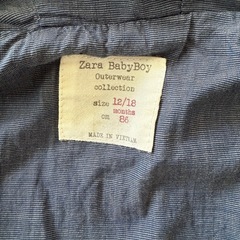 Zara BabyBoy
Outerwear
collection
size 12/18
months
cm 86
MADE IN VIETNAM